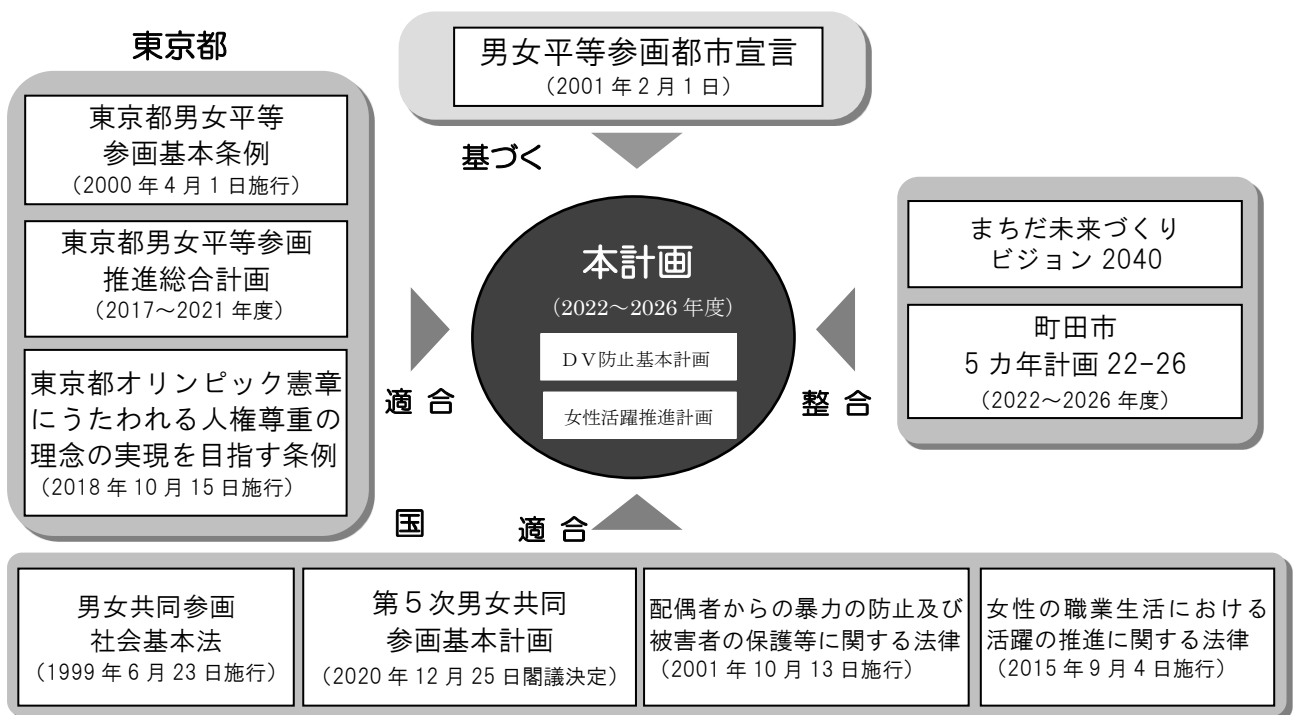 東京都
東京都男女平等
参画基本条例
（2000年4月1日施行）
東京都男女平等参画
推進総合計画
（2017～2021年度）
東京都オリンピック憲章
にうたわれる人権尊重の
理念の実現を目指す条例
（2018年10月15日施行）
男女平等参画都市宣言
（2001年2月1日）
基づく
本計画
（2022～2026年度）
ＤＶ防止基本計画
女性活躍推進計画
適合
整合
まちだ未来づくり
ビジョン2040
町田市
5カ年計画22-26
（2022～2026年度）
国
適合
男女共同参画
社会基本法
（1999年6月23日施行）
第５次男女共同
参画基本計画
（2020年12月25日閣議決定）
配偶者からの暴力の防止及び
被害者の保護等に関する法律
（2001年10月13日施行）
女性の職業生活における
活躍の推進に関する法律
（2015年9月4日施行）